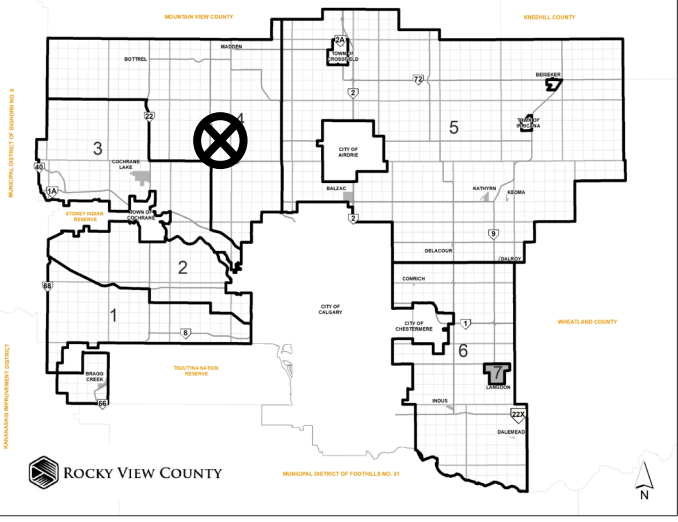 MOUNTAIN VIEW COUNTY
KNEEHILL COUNTY
2A
TOWN OF
CROSSFIELD
MADDEN
BOTTREL
72
BEISEKER
2
MUNICIPAL DISTRICT OF BIGHORN NO. 8
22
4
5
TOWN OF
IRRICANA
3
CITY OF
AIRDRIE
COCHRANE
LAKE
40
1A
BALZAC
KATHYRN
KEOMA
STONEY INDIAN
RESERVE
TOWN OF
COCHRANE
2
9
DELACOUR
DALROY
2
CONRICH
68
1
CITY OF
CALGARY
CITY OF
CHESTERMERE
1
WHEATLAND COUNTY
8
6
KANANASKIS IMPROVEMENT DISTRICT
TSUUTINA NATION
RESERVE
BRAGG
CREEK
7
LANGDON
66
INDUS
22X
DALEMEAD
ROCKY VIEW COUNTY
MUNICIPAL DISTRICT OF FOOTHILLS NO. 31
N